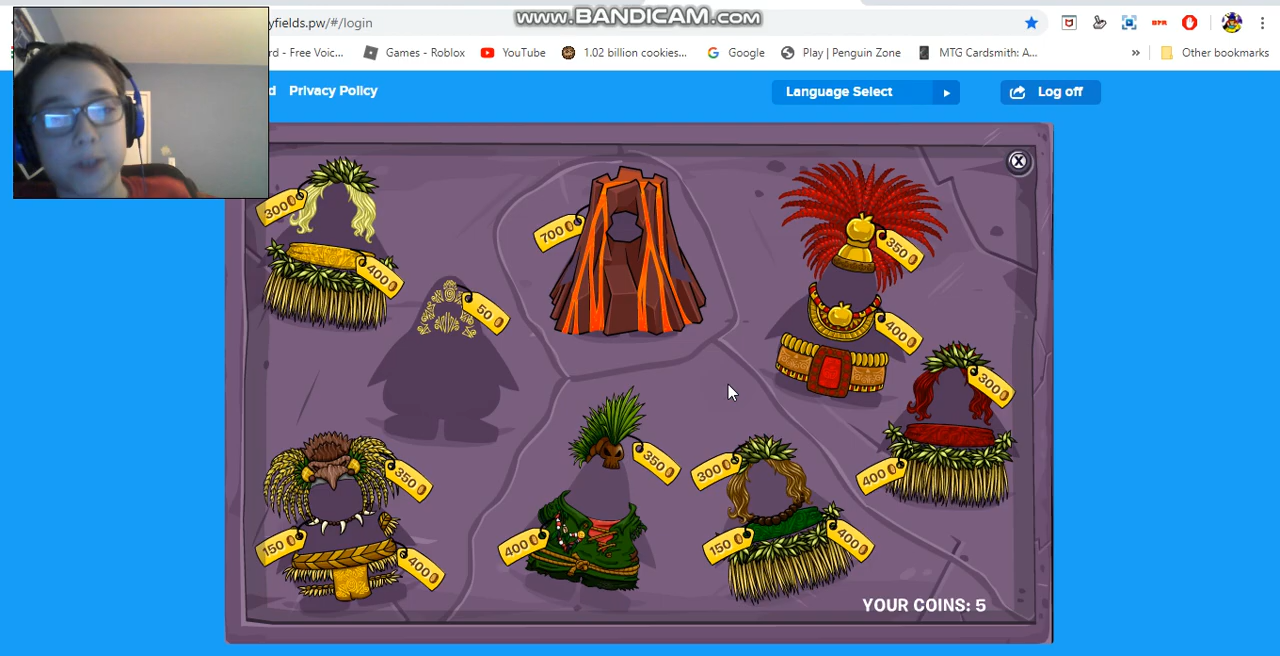 www.BANDICAM.com
yfields.pw/#/login
BPR
rd - Free Voic...
Games - Roblox
YouTube
1.02 billion cookies...
Google
Play | Penguin Zone
MTG Cardsmith: A...
»
Other bookmarks
d
Privacy Policy
Language Select
Log off
300
400
50
700
350
400
300
400
350
150
400
350
400
300
150
400
YOUR COINS: 5